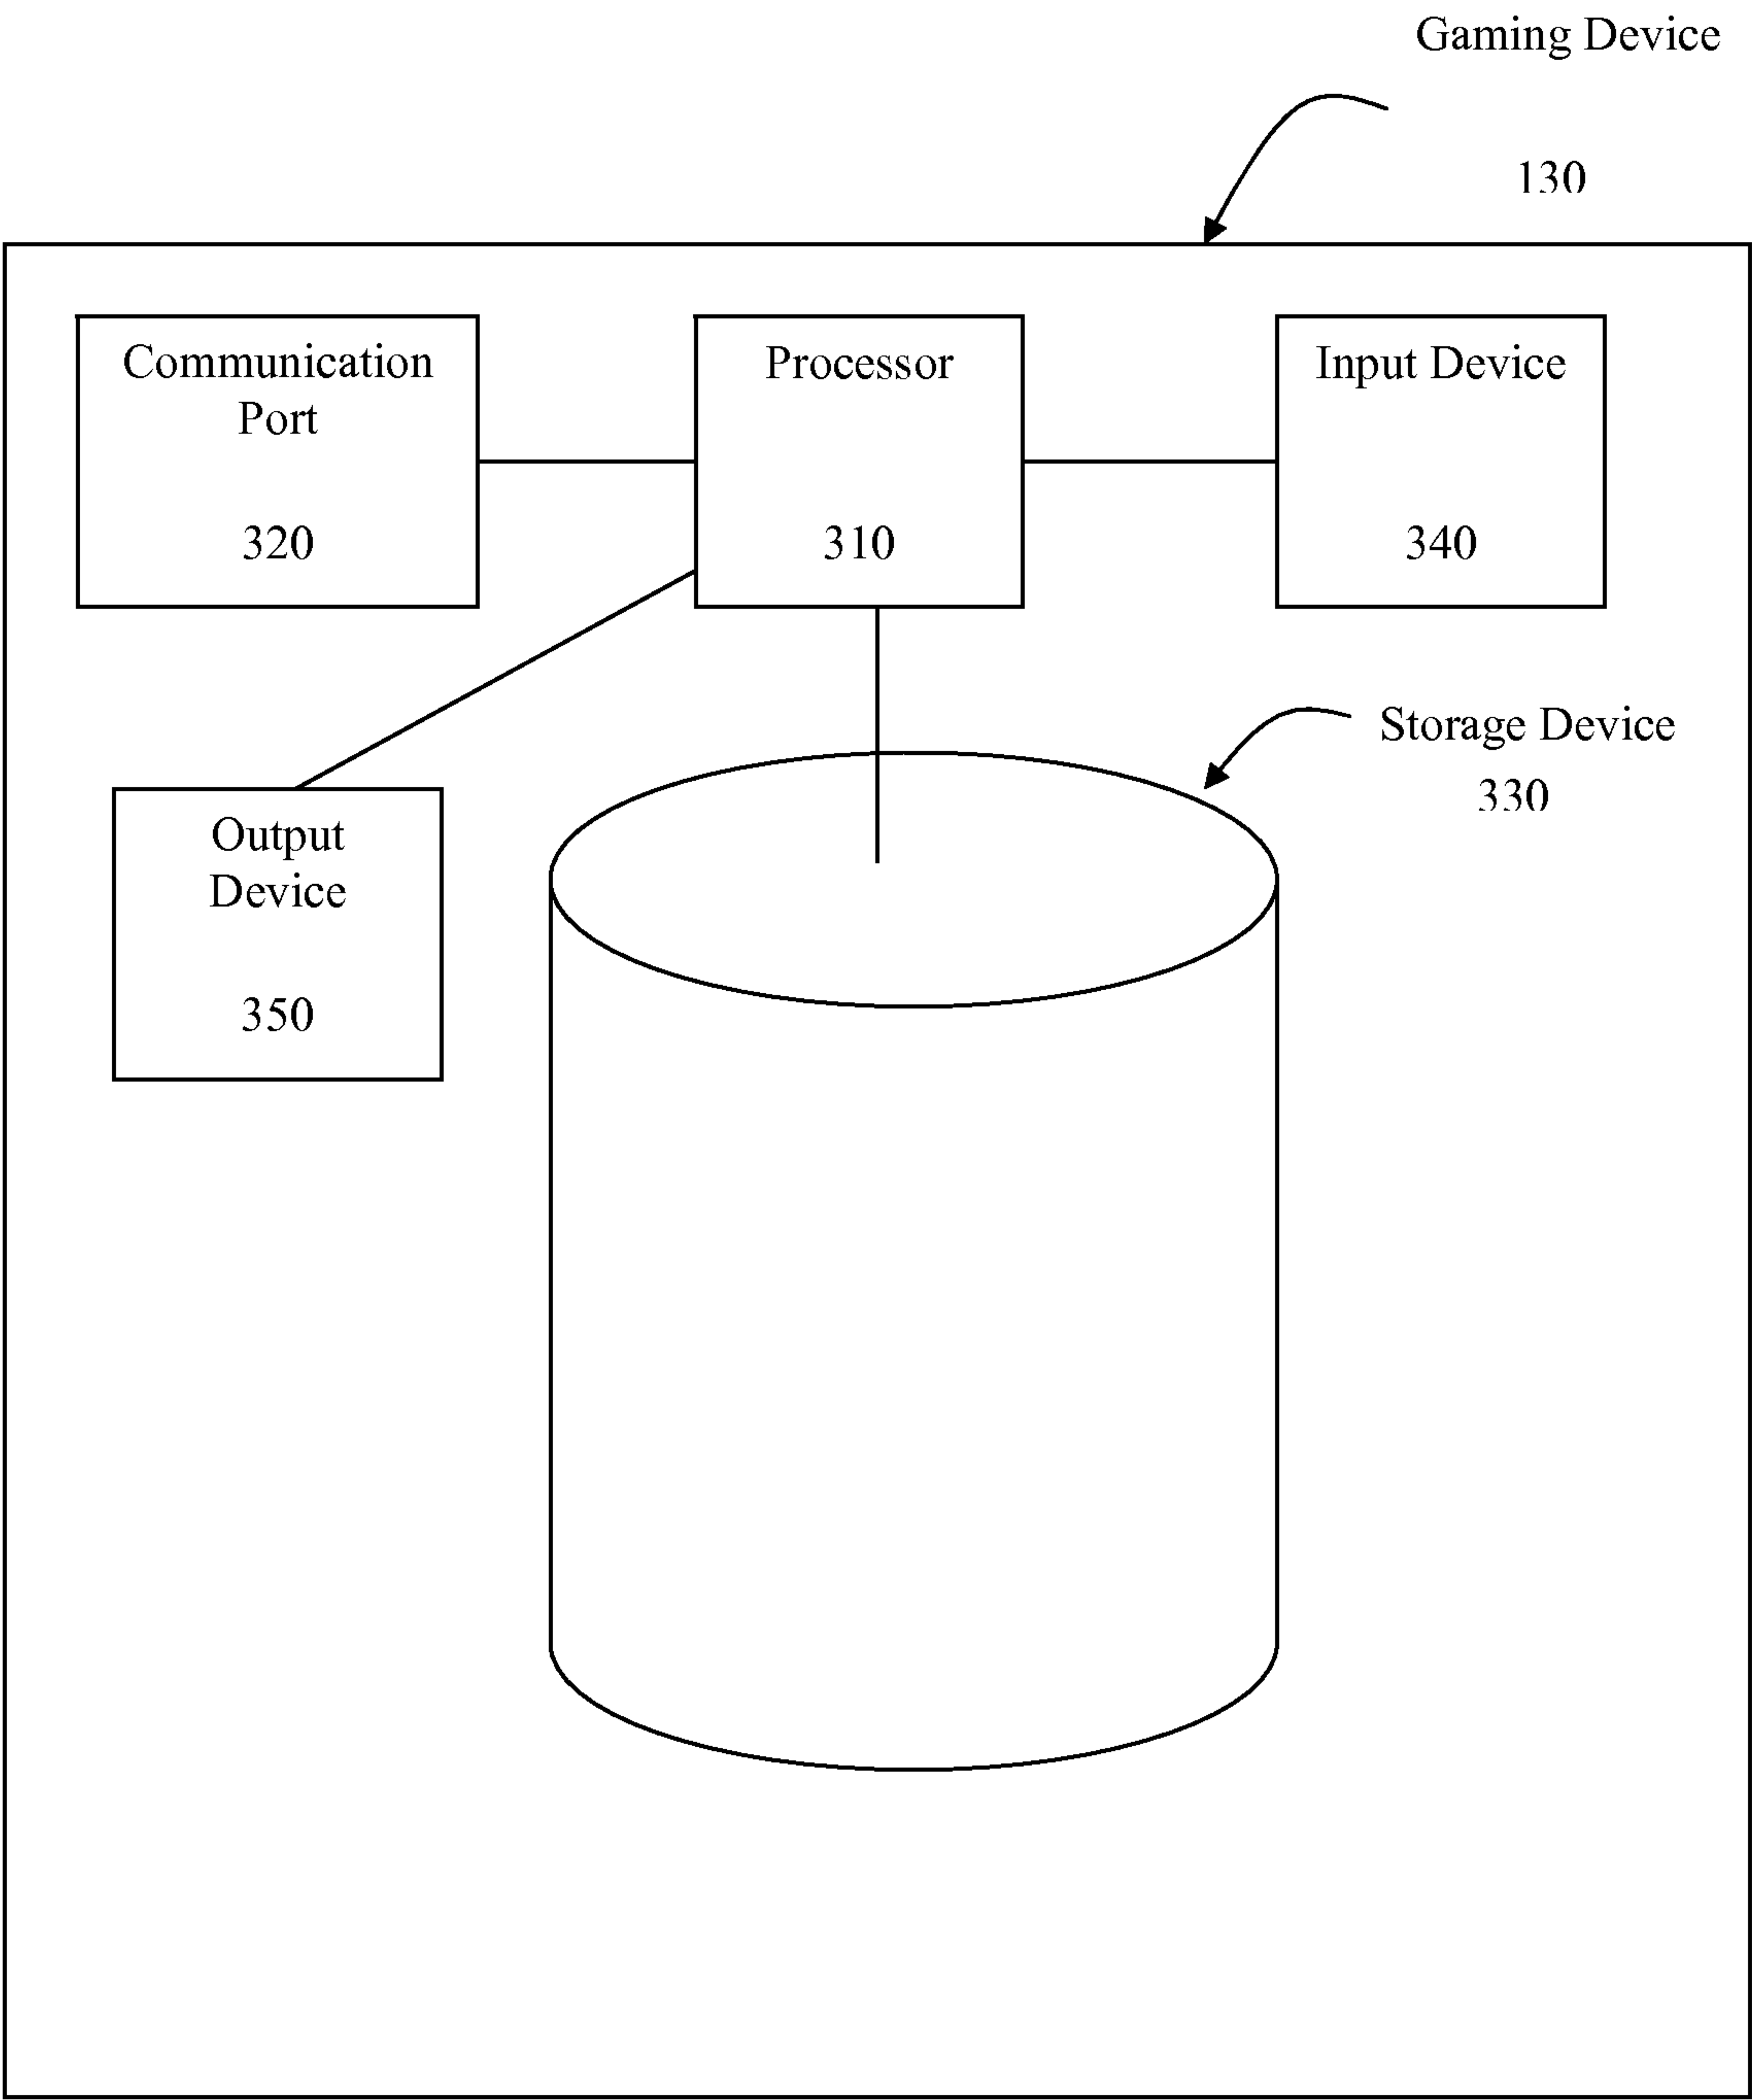 Gaming Device
130
Communication
Port
320
Processor
310
Input Device
340
Storage Device
330
Output
Device
350